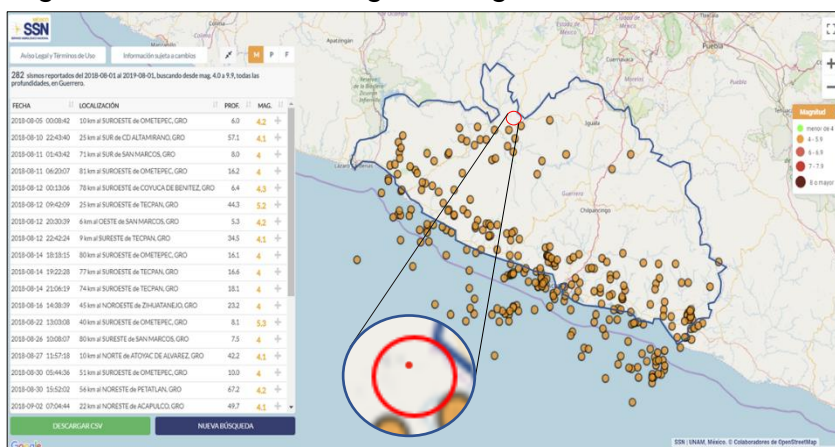 SSN
Aviso Legal y Términos de Uso
Información sujeta a cambios
M P F
282 sismos reportados del 2018-08-01 al 2019-08-01, buscando desde mag. 4.0 a 9.9, todas las
profundidades, en Guerrero.
FECHA LOCALIZACIÓN PROF. MAG.
2018-08-05 00:08:42 10 km al SUROESTE de OMETEPEC, GRO 6.0 4.2
2018-08-10 22:43:40 25 km al SUR de CD ALTAMIRANO, GRO 57.1 4.1
2018-08-11 01:43:42 71 km al SUR de SAN MARCOS, GRO 8.0 4
2018-08-11 06:20:07 81 km al SUROESTE de OMETEPEC, GRO 16.2 4
2018-08-12 00:13:06 78 km al SUROESTE de COYUCA DE BENITEZ, GRO 6.4 4.3
2018-08-12 09:42:09 25 km al SUROESTE de TECPAN, GRO 44.3 5.2
2018-08-12 20:30:39 6 km al OESTE de SAN MARCOS, GRO 5.3 4.2
2018-08-12 22:42:24 9 km al SURESTE de TECPAN, GRO 34.5 4.1
2018-08-14 18:18:15 80 km al SUROESTE de OMETEPEC, GRO 16.1 4
2018-08-14 19:22:28 77 km al SUROESTE de TECPAN, GRO 16.6 4
2018-08-14 21:06:19 74 km al SUROESTE de TECPAN, GRO 18.1 4
2018-08-16 14:38:39 45 km al NOROESTE de ZIHUATANEJO, GRO 23.2 4
2018-08-22 13:03:08 40 km al SUROESTE de OMETEPEC, GRO 8.1 5.3
2018-08-26 10:08:07 80 km al SURESTE de SAN MARCOS, GRO 7.5 4
2018-08-27 11:57:18 10 km al NORTE de ATOYAC DE ALVAREZ, GRO 42.2 4.1
2018-08-30 05:44:36 51 km al SUROESTE de OMETEPEC, GRO 10.0 4
2018-08-30 15:52:02 56 km al NORESTE de PETATLAN, GRO 67.2 4.2
2018-09-02 07:04:44 22 km al NORESTE de ACAPULCO, GRO 49.7 4.1
DESCARGAR CSV
NUEVA BÚSQUEDA
Google
Colima
Apatzingán
Ciudad de
México
Cuernavaca
Puebla
Iguala
Guerrero
Chilpancingo
Magnitud
menor de 4
4 - 5.9
6 - 6.9
7 - 7.9
8 o mayor
SSN | UNAM, México. © Colaboradores de OpenStreetMap